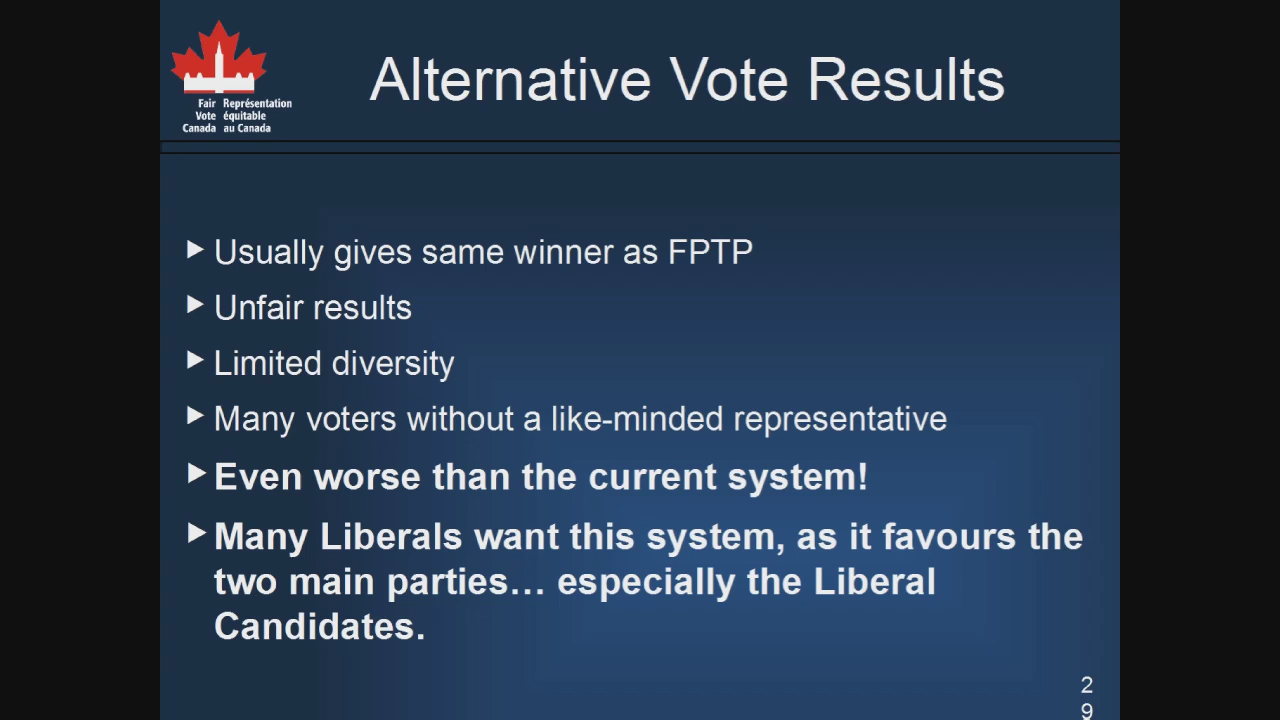 Fair Représentation
Vote équitable
Canada au Canada
Alternative Vote Results
Usually gives same winner as FPTP
Unfair results
Limited diversity
Many voters without a like-minded representative
Even worse than the current system!
Many Liberals want this system, as it favours the
two main parties… especially the Liberal
Candidates.
2
9